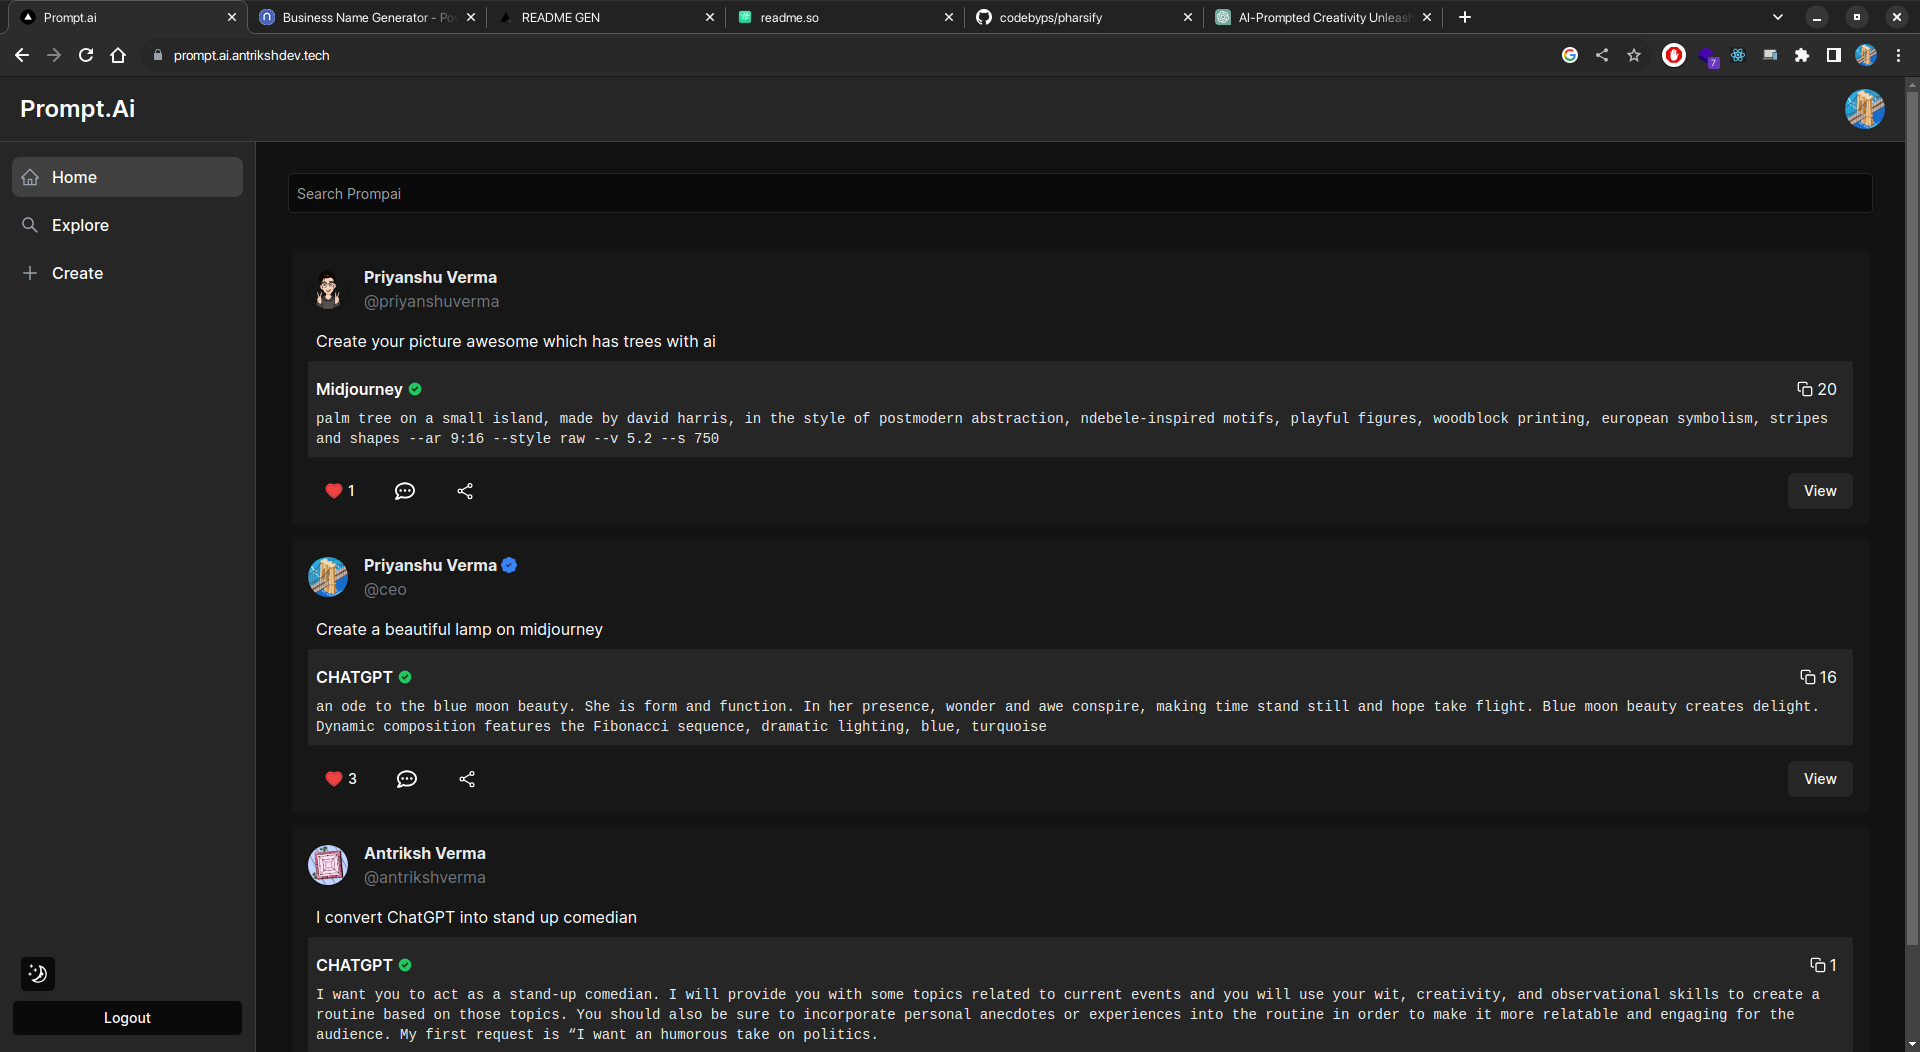 Prompt.ai
Business Name Generator - Po
README GEN
readme.so
codebyps/pharsify
AI-Prompted Creativity Unleas
prompt.ai.antrikshdev.tech
7
Prompt.Ai
Home
Explore
Create
Search Prompai
Priyanshu Verma
@priyanshuverma
Create your picture awesome which has trees with ai
Midjourney
20
palm tree on a small island, made by david harris, in the style of postmodern abstraction, ndebele-inspired motifs, playful figures, woodblock printing, european symbolism, stripes
and shapes --ar 9:16 --style raw --v 5.2 --s 750
1
View
Priyanshu Verma
@ceo
Create a beautiful lamp on midjourney
CHATGPT
16
an ode to the blue moon beauty. She is form and function. In her presence, wonder and awe conspire, making time stand still and hope take flight. Blue moon beauty creates delight.
Dynamic composition features the Fibonacci sequence, dramatic lighting, blue, turquoise
3
View
Antriksh Verma
@antrikshverma
I convert ChatGPT into stand up comedian
CHATGPT
1
I want you to act as a stand-up comedian. I will provide you with some topics related to current events and you will use your wit, creativity, and observational skills to create a
routine based on those topics. You should also be sure to incorporate personal anecdotes or experiences into the routine in order to make it more relatable and engaging for the
audience. My first request is “I want an humorous take on politics.
Logout